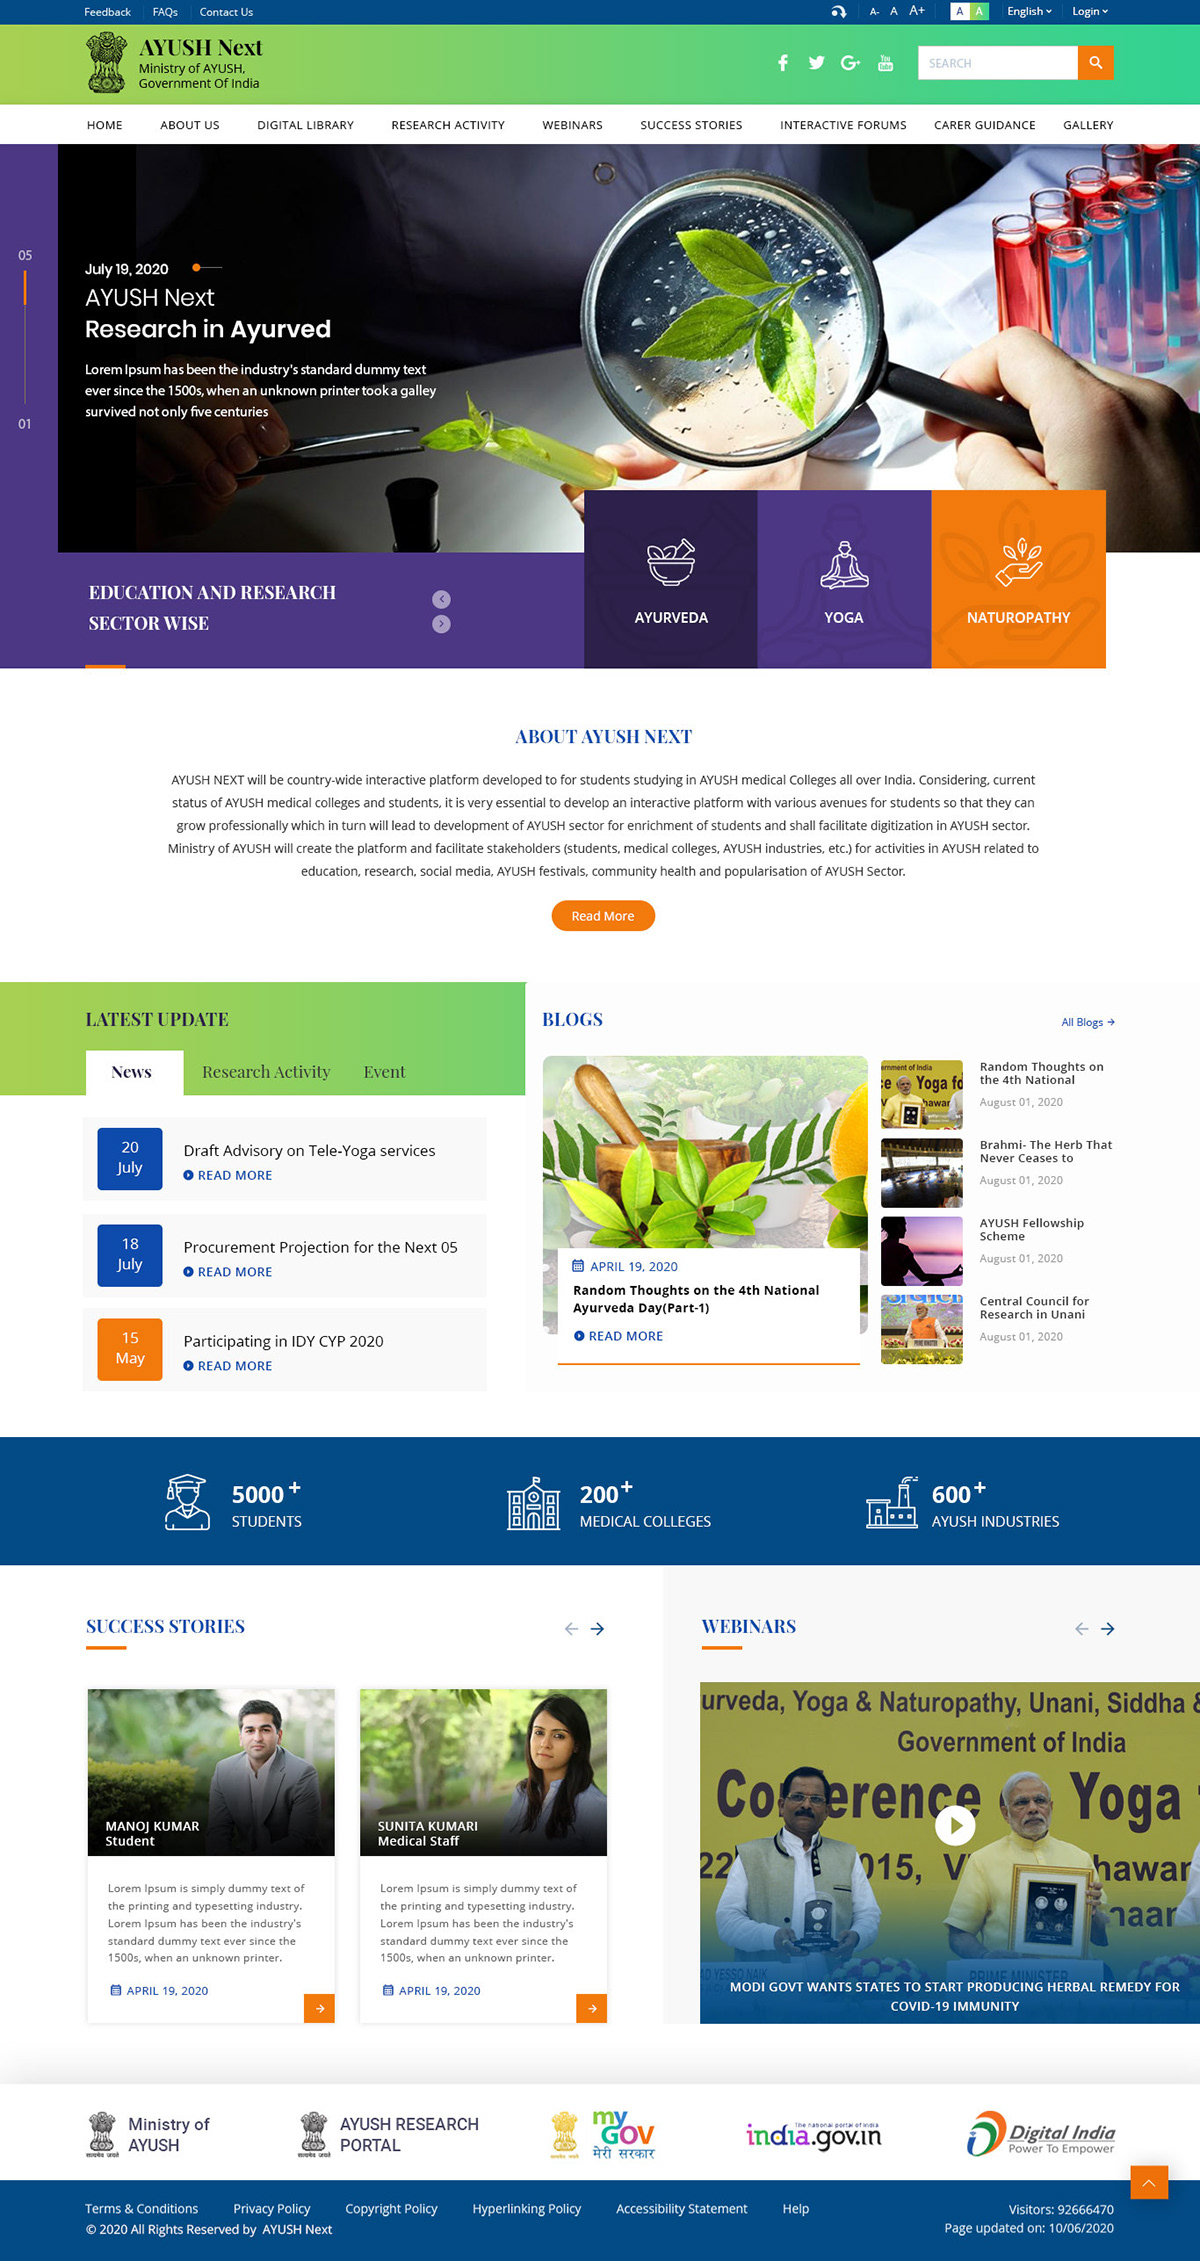 Feedback FAQs Contact Us
A- A A+ A A English Login
AYUSH Next
Ministry of AYUSH,
Government Of India
SEARCH
HOME ABOUT US DIGITAL LIBRARY RESEARCH ACTIVITY WEBINARS SUCCESS STORIES INTERACTIVE FORUMS CARER GUIDANCE GALLERY
05
01
July 19, 2020
AYUSH Next
Research in Ayurved
Lorem Ipsum has been the industry's standard dummy text
ever since the 1500s, when an unknown printer took a galley
survived not only five centuries
EDUCATION AND RESEARCH
SECTOR WISE
AYURVEDA
YOGA
NATUROPATHY
ABOUT AYUSH NEXT
AYUSH NEXT will be country-wide interactive platform developed to for students studying in AYUSH medical Colleges all over India. Considering, current
status of AYUSH medical colleges and students, it is very essential to develop an interactive platform with various avenues for students so that they can
grow professionally which in turn will lead to development of AYUSH sector for enrichment of students and shall facilitate digitization in AYUSH sector.
Ministry of AYUSH will create the platform and facilitate stakeholders (students, medical colleges, AYUSH industries, etc.) for activities in AYUSH related to
education, research, social media, AYUSH festivals, community health and popularisation of AYUSH Sector.
Read More
LATEST UPDATE
News Research Activity Event
20
July
Draft Advisory on Tele-Yoga services
READ MORE
18
July
Procurement Projection for the Next 05
READ MORE
15
May
Participating in IDY CYP 2020
READ MORE
BLOGS
All Blogs
APRIL 19, 2020
Random Thoughts on the 4th National
Ayurveda Day(Part-1)
READ MORE
Random Thoughts on
the 4th National
August 01, 2020
Brahmi- The Herb That
Never Ceases to
August 01, 2020
AYUSH Fellowship
Scheme
August 01, 2020
Central Council for
Research in Unani
August 01, 2020
5000+
STUDENTS
200+
MEDICAL COLLEGES
600+
AYUSH INDUSTRIES
SUCCESS STORIES
MANOJ KUMAR
Student
Lorem Ipsum is simply dummy text of
the printing and typesetting industry.
Lorem Ipsum has been the industry's
standard dummy text ever since the
1500s, when an unknown printer.
APRIL 19, 2020
SUNITA KUMARI
Medical Staff
Lorem Ipsum is simply dummy text of
the printing and typesetting industry.
Lorem Ipsum has been the industry's
standard dummy text ever since the
1500s, when an unknown printer.
APRIL 19, 2020
WEBINARS
urveda, Yoga & Naturopathy, Unani, Siddha &
Government of India
Yoga
22 015, V hawan
PRIME MINISTER
MODI GOVT WANTS STATES TO START PRODUCING HERBAL REMEDY FOR
COVID-19 IMMUNITY
Ministry of
AYUSH
AYUSH RESEARCH
PORTAL
my
GOV
मेरी सरकार
The national portal of India
india.gov.in
Digital India
Power To Empower
Terms & Conditions Privacy Policy Copyright Policy Hyperlinking Policy Accessibility Statement Help
© 2020 All Rights Reserved by AYUSH Next
Visitors: 92666470
Page updated on: 10/06/2020